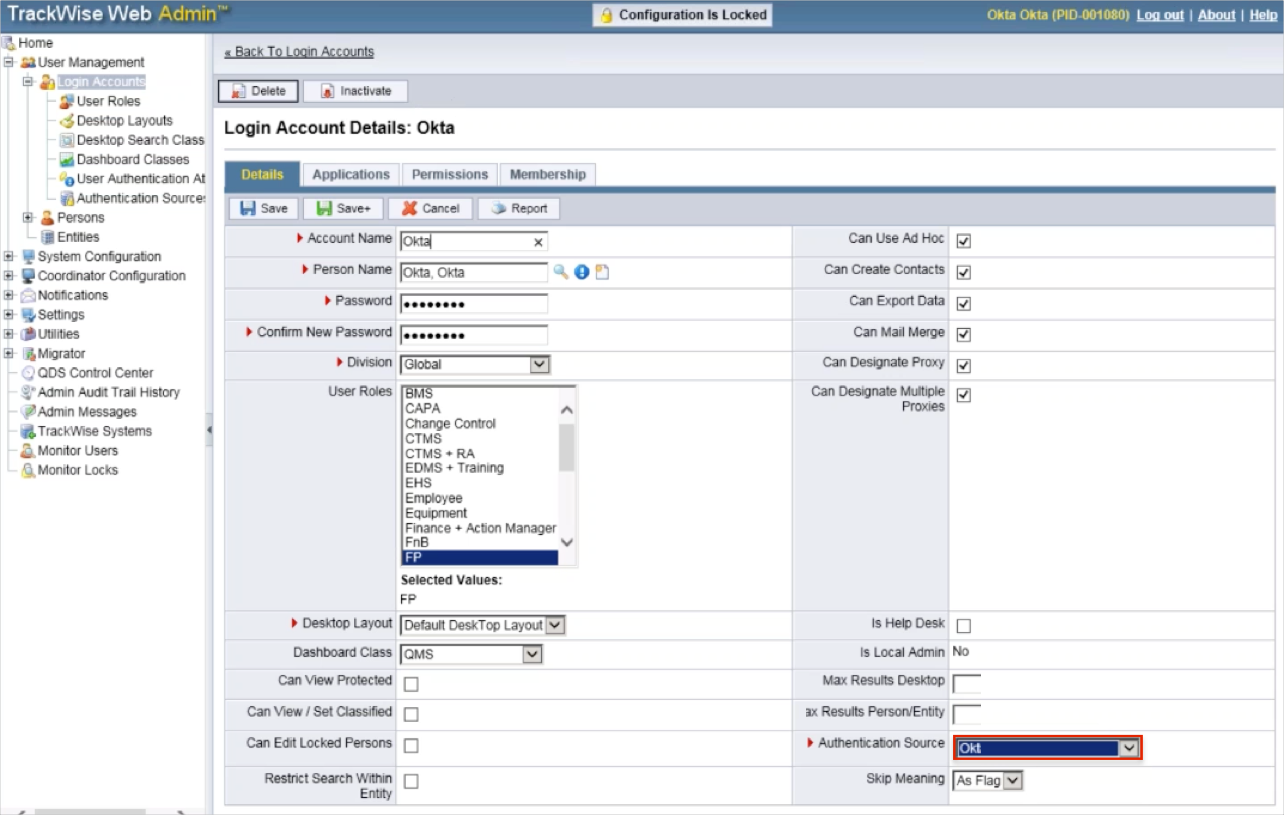 TrackWise Web Admin™
Configuration Is Locked
Okta Okta (PID-001080) Log out | About | Help
Home
User Management
Login Accounts
User Roles
Desktop Layouts
Desktop Search Class
Dashboard Classes
User Authentication At
Authentication Sources
Persons
Entities
System Configuration
Coordinator Configuration
Notifications
Settings
Utilities
Migrator
QDS Control Center
Admin Audit Trail History
Admin Messages
TrackWise Systems
Monitor Users
Monitor Locks
« Back To Login Accounts
Delete Inactivate
Login Account Details: Okta
Details Applications Permissions Membership
Save Save+ Cancel Report
Account Name Okta
Person Name Okta, Okta
Password ••••••••
Confirm New Password ••••••••
Division Global
User Roles
BMS
CAPA
Change Control
CTMS
CTMS + RA
EDMS + Training
EHS
Employee
Equipment
Finance + Action Manager
FnB
FP
Selected Values:
FP
Desktop Layout Default DeskTop Layout
Dashboard Class QMS
Can View Protected
Can View / Set Classified
Can Edit Locked Persons
Restrict Search Within
Entity
Can Use Ad Hoc
Can Create Contacts
Can Export Data
Can Mail Merge
Can Designate Proxy
Can Designate Multiple
Proxies
Is Help Desk
Is Local Admin No
Max Results Desktop
ax Results Person/Entity
Authentication Source Okt
Skip Meaning As Flag